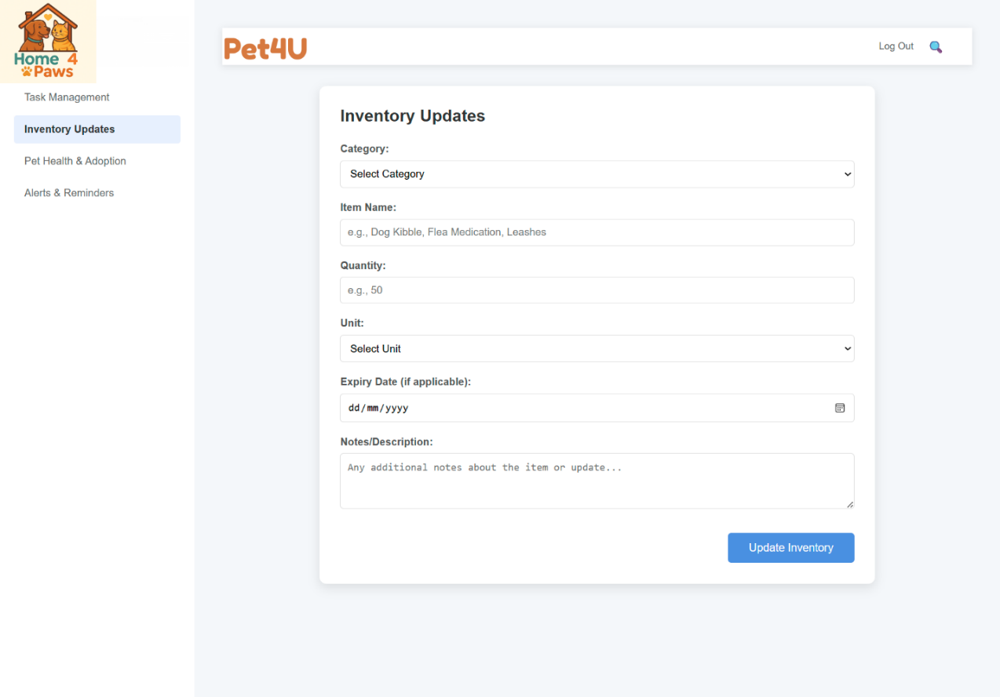 Home 4
Paws
Task Management
Inventory Updates
Pet Health & Adoption
Alerts & Reminders
Pet4U
Log Out
Inventory Updates
Category:
Select Category
Item Name:
e.g., Dog Kibble, Flea Medication, Leashes
Quantity:
e.g., 50
Unit:
Select Unit
Expiry Date (if applicable):
dd/mm/yyyy
Notes/Description:
Any additional notes about the item or update...
Update Inventory